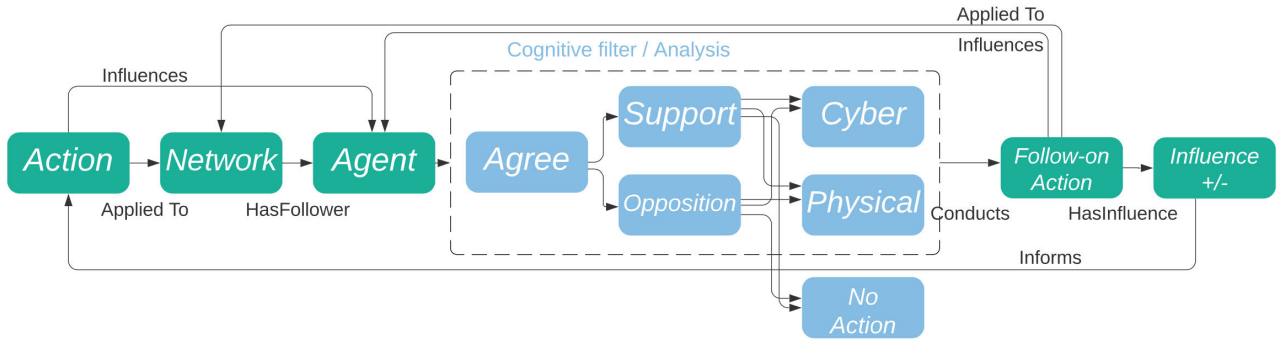 Applied To
Influences
Cognitive filter / Analysis
Influences
Support
Cyber
Action
Network
Agent
Agree
Follow-on
Action
Influence
+/-
Opposition
Physical
Applied To
HasFollower
Conducts
HasInfluence
Informs
No
Action